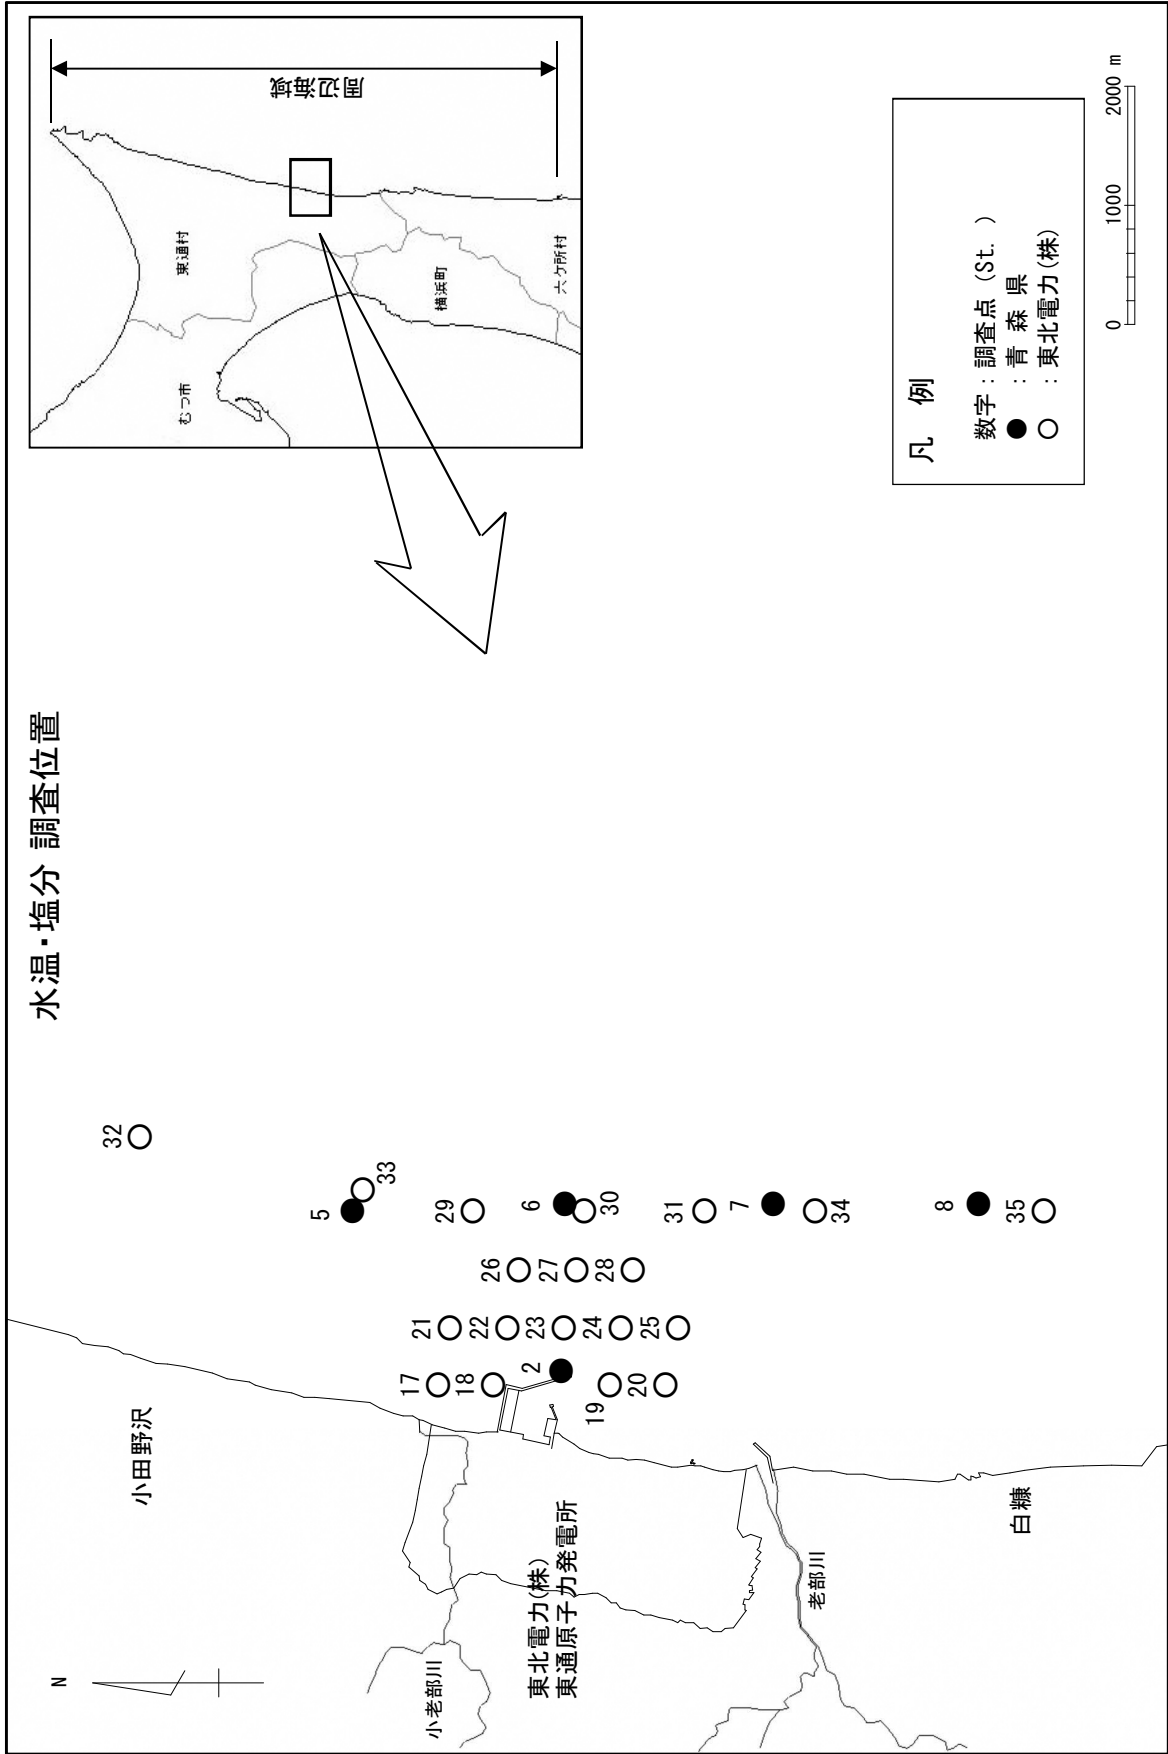 水温・塩分 調査位置
N
小田野沢
小老部川
東北電力(株)
東通原子力発電所
老部川
白糠
32
5
33
29
6
30
31
7
34
8
35
26
27
28
21
22
23
24
25
17
18
2
19
20
周辺海域
東通村
むつ市
横浜町
六ケ所村
凡 例
数字:調査点 (St. )
● :青 森 県
○ :東北電力(株)
0 1000 2000 m